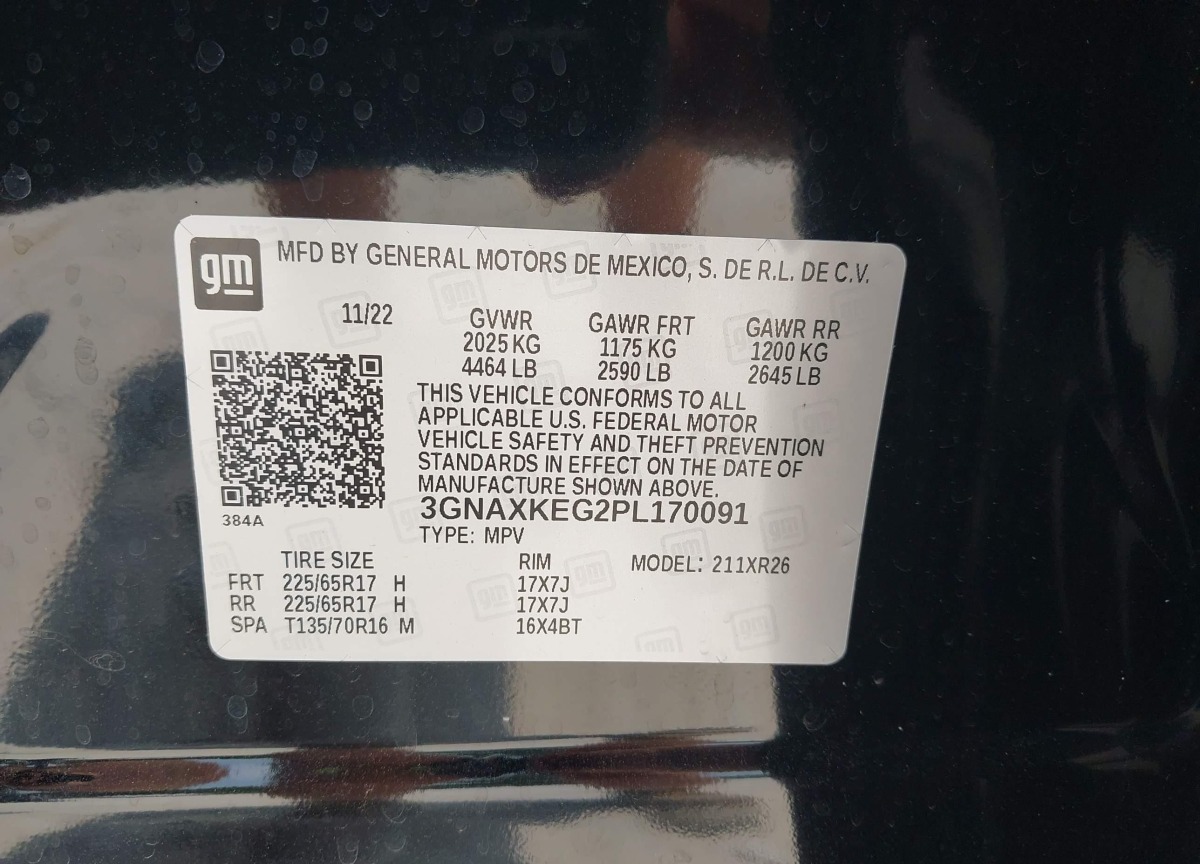 gm
MFD BY GENERAL MOTORS DE MEXICO, S. DE R.L. DE C.V.
11/22 GVWR GAWR FRT GAWR RR
2025 KG 1175 KG 1200 KG
4464 LB 2590 LB 2645 LB
THIS VEHICLE CONFORMS TO ALL
APPLICABLE U.S. FEDERAL MOTOR
VEHICLE SAFETY AND THEFT PREVENTION
STANDARDS IN EFFECT ON THE DATE OF
MANUFACTURE SHOWN ABOVE.
3GNAXKEG2PL170091
384A
TYPE: MPV
TIRE SIZE RIM MODEL: 211XR26
FRT 225/65R17 H 17X7J
RR 225/65R17 H 17X7J
SPA T135/70R16 M 16X4BT